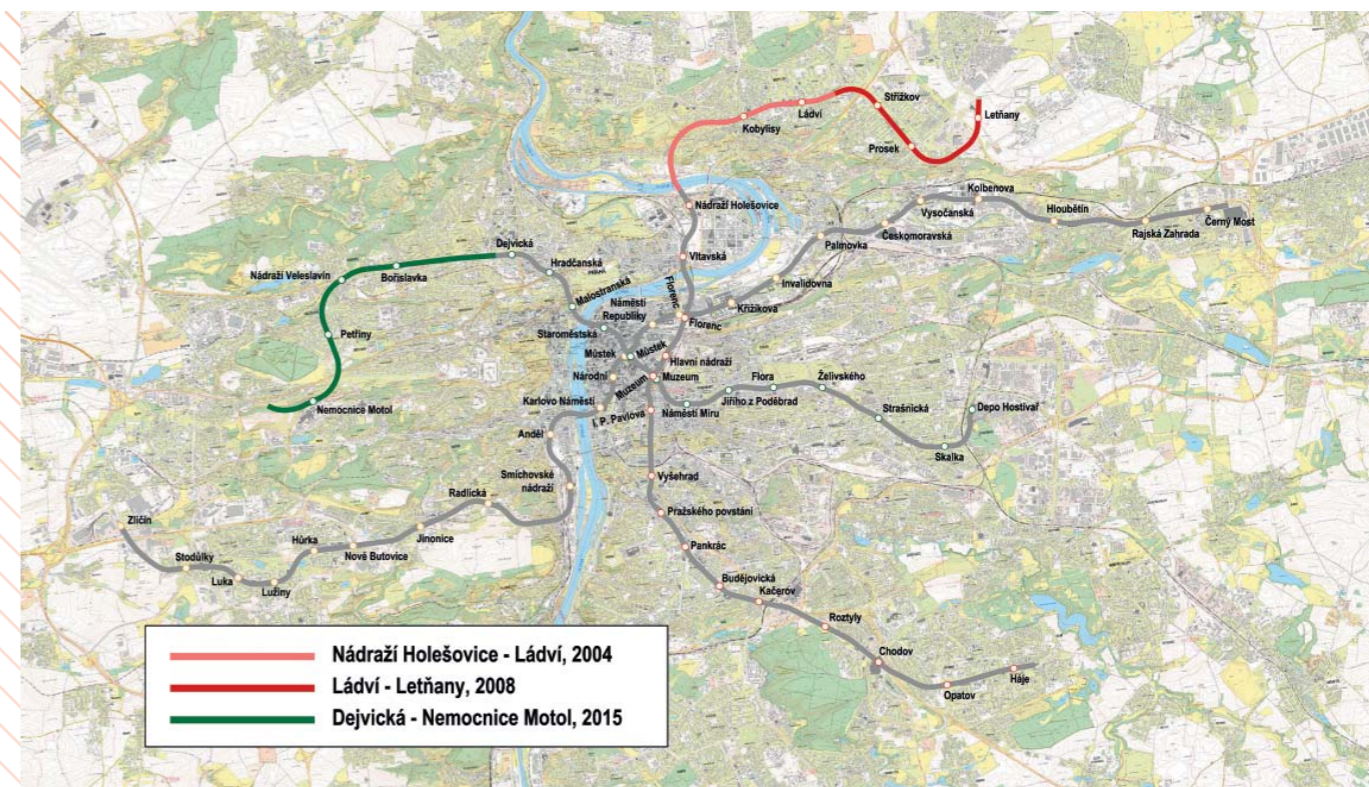 Střížkov
Ládví
Letňany
Kobylisy
Prosek
Kolbenova
Nádraží Holešovice
Vysočanská
Hloubětín
Černý Most
Rajská Zahrada
Českomoravská
Palmovka
Dejvická
Hradčanská
Vltavská
Nádraží Veleslavín
Bořislavka
Invalidovna
Malostranská
Florenc
Náměstí
Republiky
Křižíkova
Florenc
Staroměstská
Petřiny
Můstek
Můstek
Hlavní nádraží
Národní
Muzeum
Muzeum
Flora
Želivského
Karlovo Náměstí
Jiřího z Poděbrad
Nemocnice Motol
I. P. Pavlova
Náměstí Míru
Strašnická
Depo Hostivař
Anděl
Skalka
Smíchovské
nádraží
Vyšehrad
Radlická
Pražského povstání
Zličín
Jinonice
Hůrka
Nové Butovice
Pankrác
Stodůlky
Luka
Lužiny
Budějovická
Kačerov
Roztyly
Chodov
Háje
Opatov
Nádraží Holešovice - Ládví, 2004
Ládví - Letňany, 2008
Dejvická - Nemocnice Motol, 2015